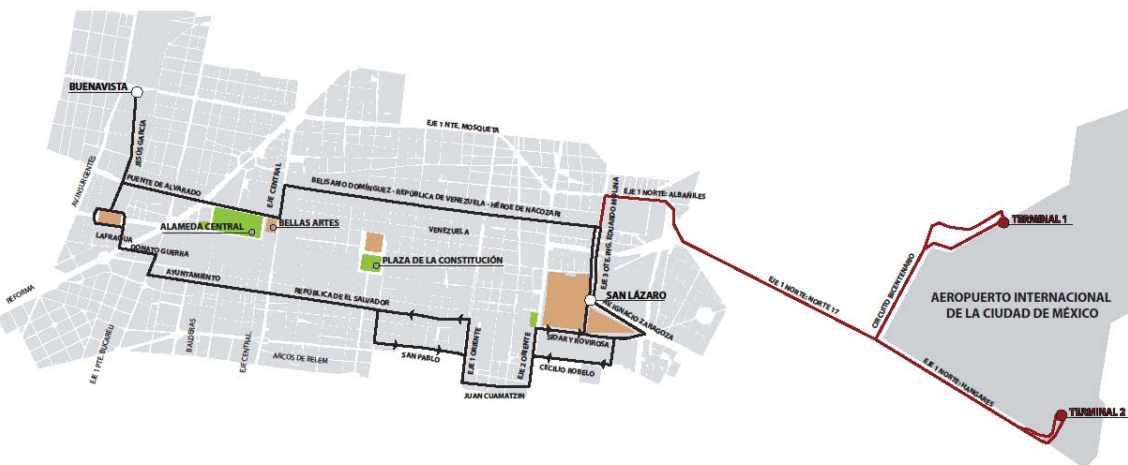 BUENAVISTA
JESÚS GARCÍA
AV. INSURGENTES
PUENTE DE ALVARADO
EJE CENTRAL
EJE 1 NTE. MOSQUETA
BELISARIO DOMÍNGUEZ - REPÚBLICA DE VENEZUELA - HÉROE DE NACOZARI
EJE 3 OTE. ING. EDUARDO MOLINA
EJE 1 NORTE: ALBAÑILES
TERMINAL 1
ALAMEDA CENTRAL
BELLAS ARTES
VENEZUELA
LAFRAGUA
DONATO GUERRA
PLAZA DE LA CONSTITUCIÓN
AYUNTAMIENTO
REPÚBLICA DE EL SALVADOR
SAN LÁZARO
AV. IGNACIO ZARAGOZA
EJE 1 NORTE: NORTE 17
CIRCUITO BICENTENARIO
AEROPUERTO INTERNACIONAL
DE LA CIUDAD DE MÉXICO
REFORMA
EJE 1 PTE. BUCARELI
BALDERAS
EJE CENTRAL
ARCOS DE BELEM
SAN PABLO
EJE 1 ORIENTE
EJE 2 ORIENTE
SIDAR Y ROVIROSA
CECILIO ROBELO
JUAN CUAMATZIN
EJE 1 NORTE: HANGARES
TERMINAL 2